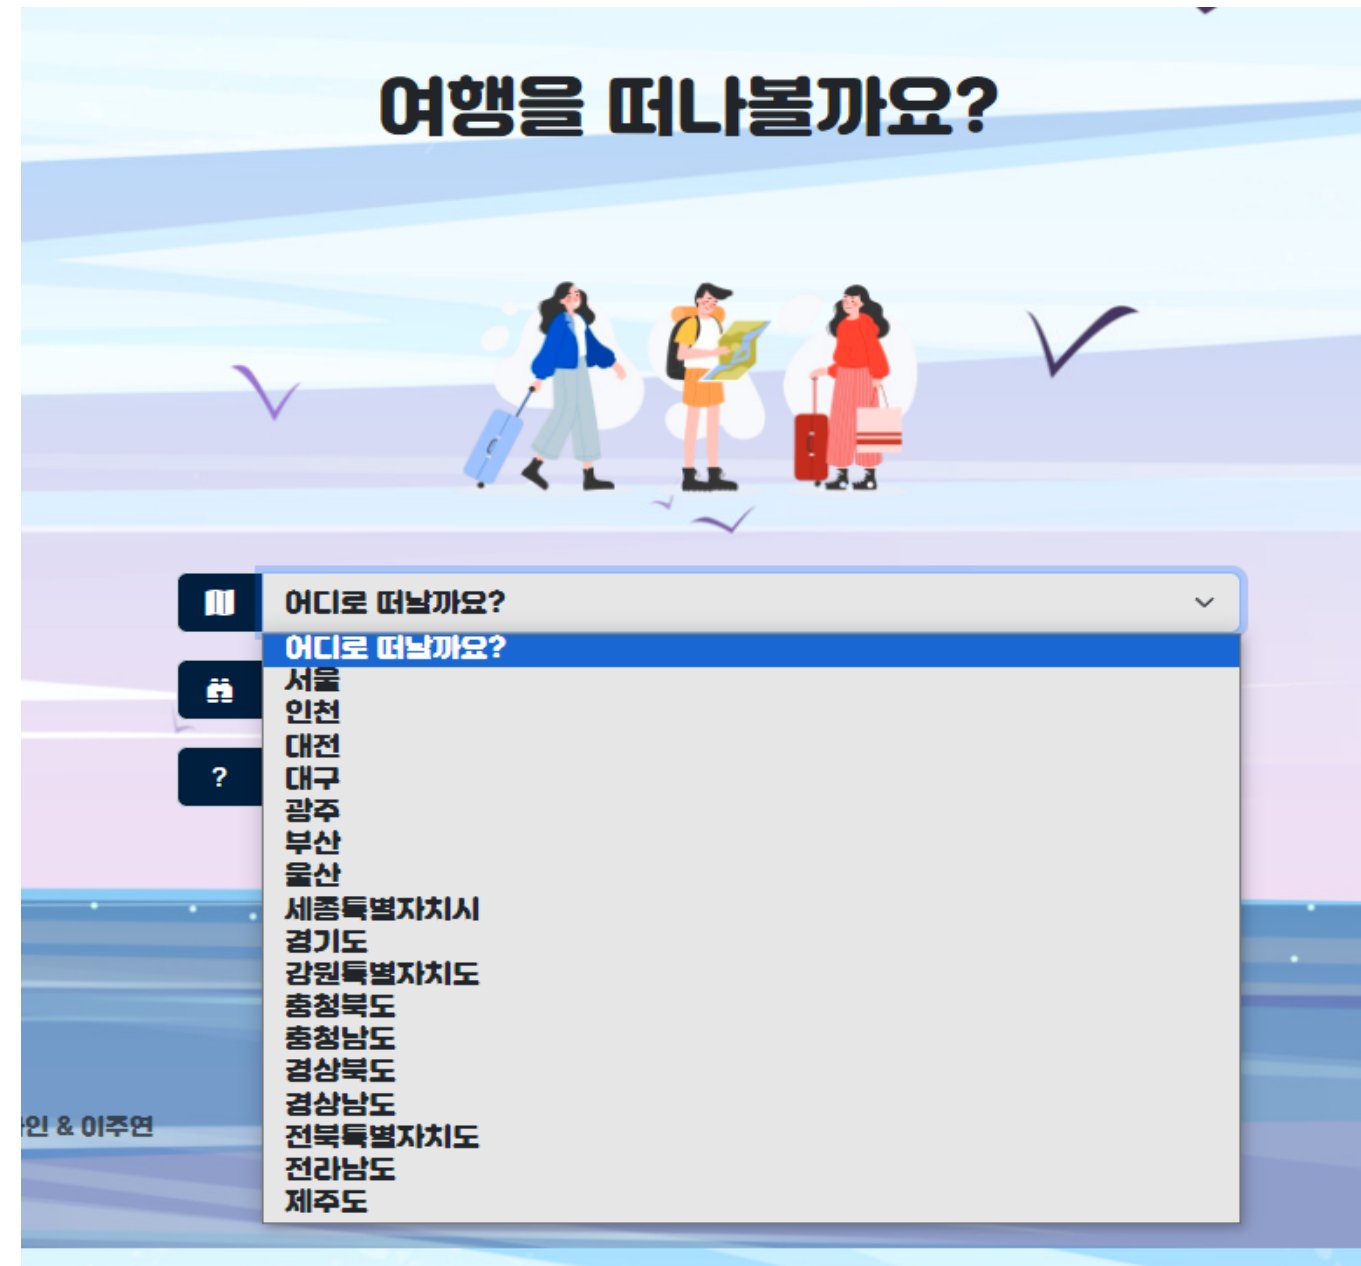 여행을 떠나볼까요?
어디로 떠날까요?
어디로 떠날까요?
서울
인천
대전
대구
?
광주
부산
울산
세종특별자치시
경기도
강원특별자치도
충청북도
충청남도
경상북도
경상남도
인 & 이주연
전북특별자치도
전라남도
제주도